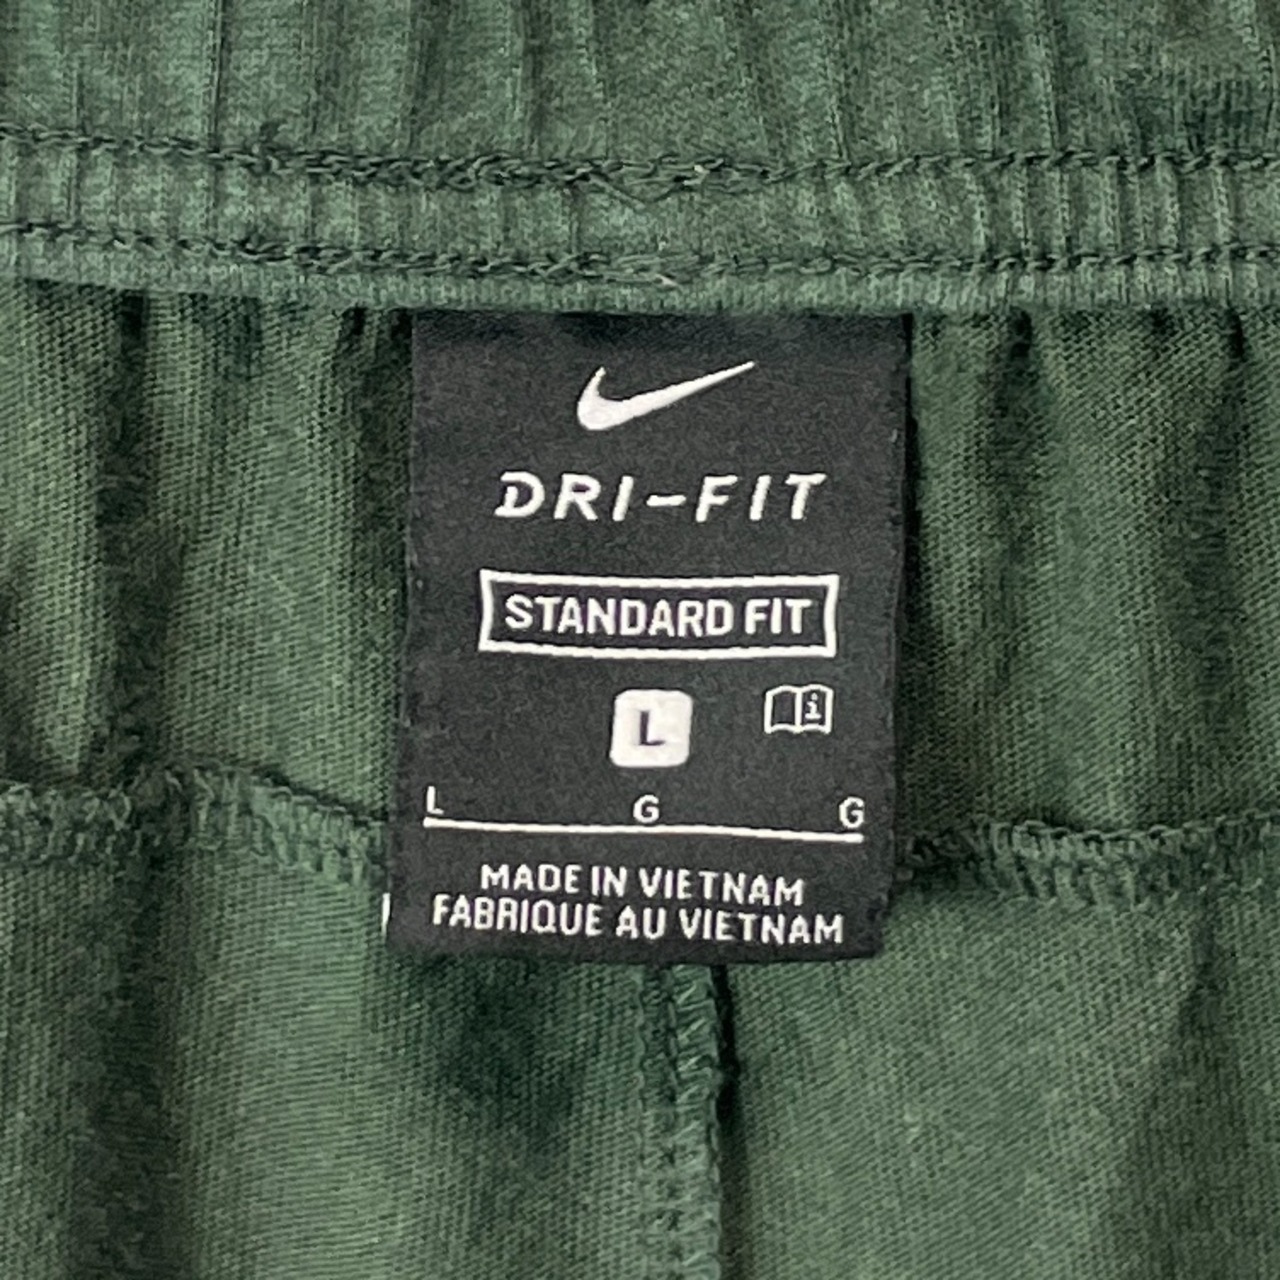 DRI-FIT
STANDARD FIT
L
i
L G G
MADE IN VIETNAM
FABRIQUE AU VIETNAM